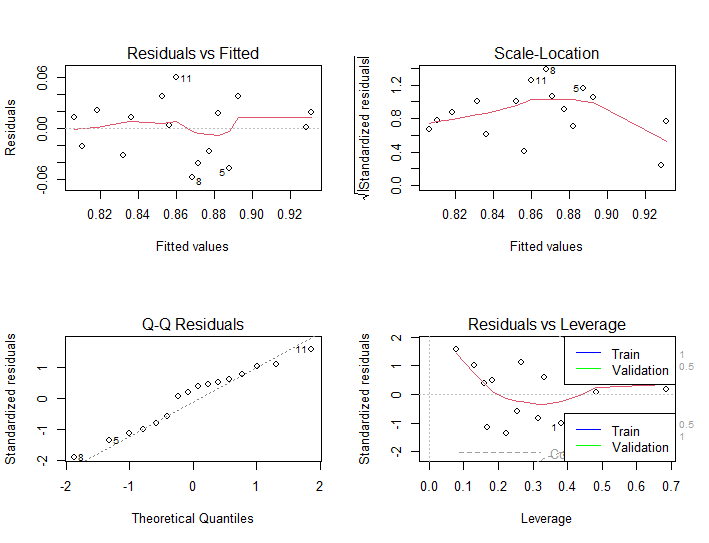 Residuals vs Fitted
Residuals
0.06
0.00
-0.06
11
5
8
0.82 0.84 0.86 0.88 0.90 0.92
Fitted values
Scale-Location
√|Standardized residuals|
1.2
0.8
0.4
0.0
8
11
5
0.82 0.84 0.86 0.88 0.90 0.92
Fitted values
Q-Q Residuals
Standardized residuals
1
0
-1
-2
11
5
8
-2 -1 0 1 2
Theoretical Quantiles
Residuals vs Leverage
Standardized residuals
2
1
0
-1
-2
1
Train
Validation
1
0.5
Train
Validation
0.5
1
0.0 0.1 0.2 0.3 0.4 0.5 0.6 0.7
Leverage